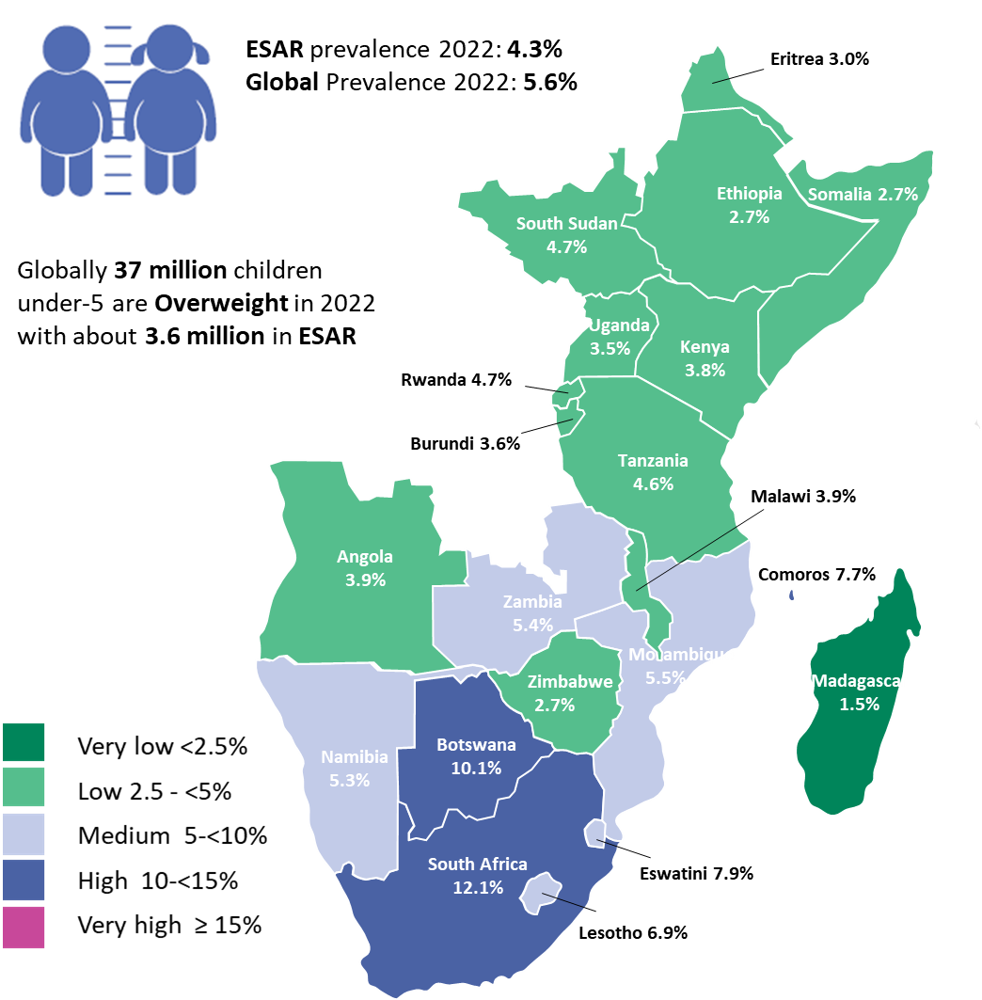 ESAR prevalence 2022: 4.3%
Global Prevalence 2022: 5.6%
Eritrea 3.0%
Ethiopia
2.7%
Somalia 2.7%
South Sudan
4.7%
Globally 37 million children
under-5 are Overweight in 2022
with about 3.6 million in ESAR
Uganda
3.5%
Kenya
3.8%
Rwanda 4.7%
Burundi 3.6%
Tanzania
4.6%
Malawi 3.9%
Angola
3.9%
Comoros 7.7%
Zambia
5.4%
Mozambiqu
5.5%
Zimbabwe
2.7%
Madagasca
1.5%
Namibia
5.3%
Botswana
10.1%
South Africa
12.1%
Eswatini 7.9%
Lesotho 6.9%
Very low <2.5%
Low 2.5 - <5%
Medium 5-<10%
High 10-<15%
Very high ≥ 15%